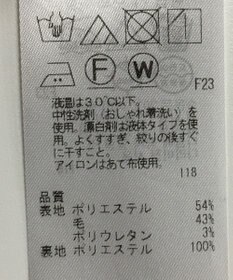 F W
F23
液温は30℃以下。
中性洗剤(おしゃれ着洗い)を
使用。漂白剤は液体タイプを使
用。よくすすぎ、絞りの後すぐ
に干すこと。
アイロンはあて布使用。
I18
品質
表地 ポリエステル 54%
毛 43%
ポリウレタン 3%
裏地 ポリエステル 100%